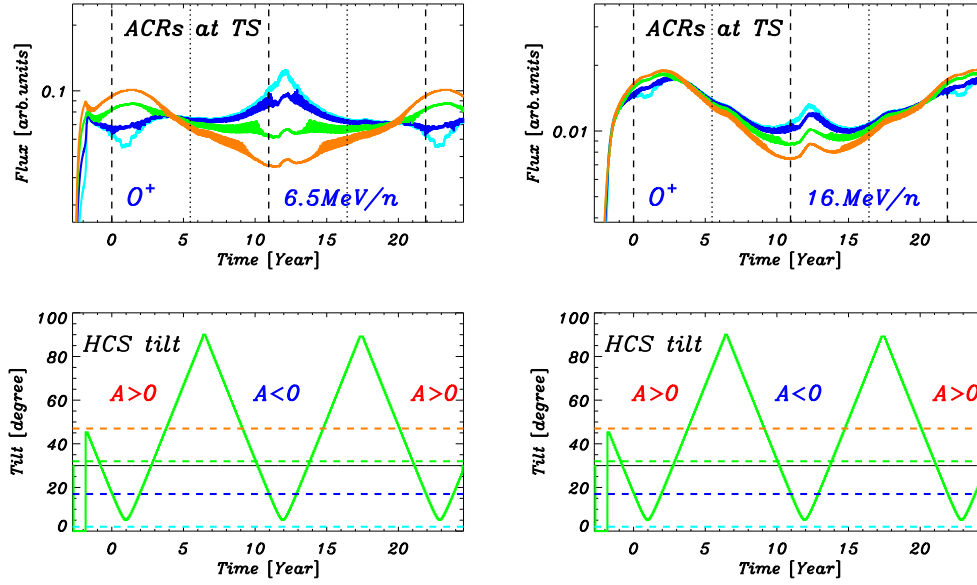 ACRs at TS
Flux [arb.units]
0.1
O+
6.5MeV/n
0 5 10 15 20
Time [Year]
ACRs at TS
Flux [arb.units]
0.01
O+
16.MeV/n
0 5 10 15 20
Time [Year]
HCS tilt
Tilt [degree]
100
80
60
40
20
0
A>0 A<0 A>0
0 5 10 15 20
Time [Year]
HCS tilt
Tilt [degree]
100
80
60
40
20
0
A>0 A<0 A>0
0 5 10 15 20
Time [Year]